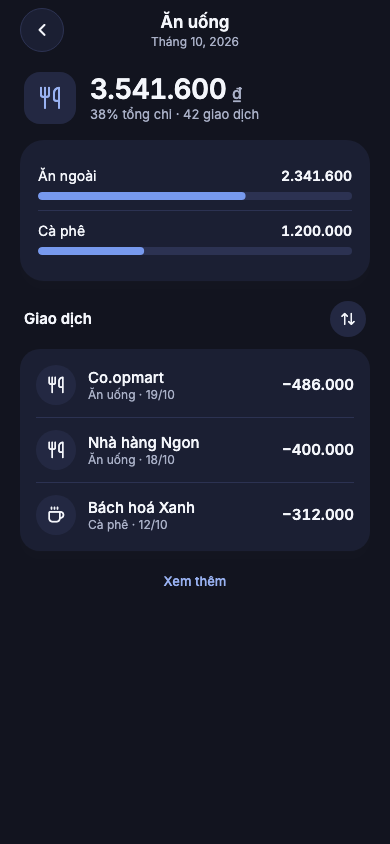 Ăn uống
Tháng 10, 2026
3.541.600 ₫
38% tổng chi · 42 giao dịch
Ăn ngoài 2.341.600
Cà phê 1.200.000
Giao dịch
Co.opmart −486.000
Ăn uống · 19/10
Nhà hàng Ngon −400.000
Ăn uống · 18/10
Bách hoá Xanh −312.000
Cà phê · 12/10
Xem thêm